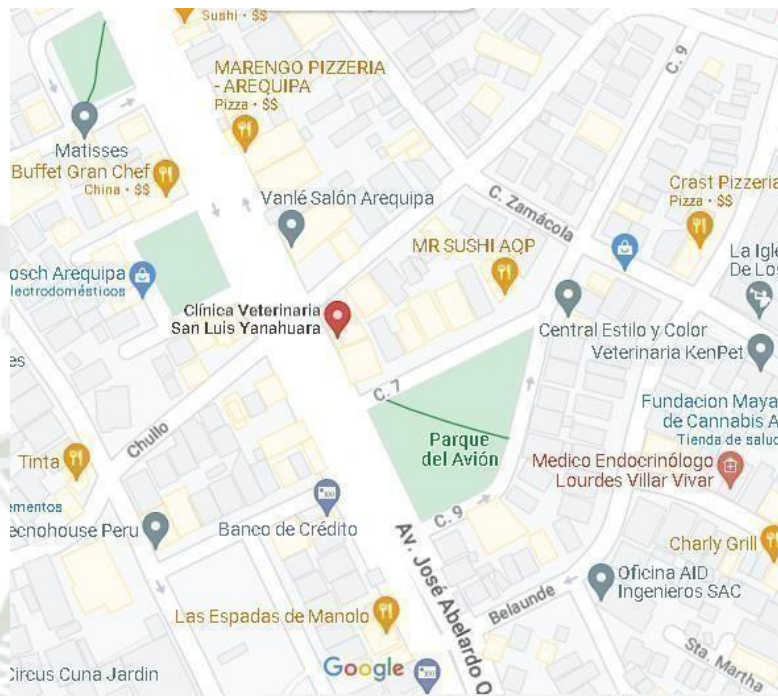 Sushi · $$
MARENGO PIZZERIA
- AREQUIPA
Pizza · $$
C. 9
Matisses
Buffet Gran Chef
China · $$
Vanlé Salón Arequipa
C. Zamácola
Crast Pizzeria
Pizza · $$
MR SUSHI AQP
osch Arequipa
lectrodomésticos
La Igle
De Los
Clínica Veterinaria
San Luis Yanahuara
Central Estilo y Color
Veterinaria KenPet
es
C. 7
Chullo
Parque
del Avión
Fundacion Maya
de Cannabis A
Tienda de salud
Tinta
Medico Endocrinólogo
Lourdes Villar Vivar
ementos
ecnohouse Peru
Banco de Crédito
C. 9
Av. José Abelardo Q
Charly Grill
Oficina AID
Ingenieros SAC
Belaunde
Las Espadas de Manolo
Sta. Martha
Circus Cuna Jardin
Google